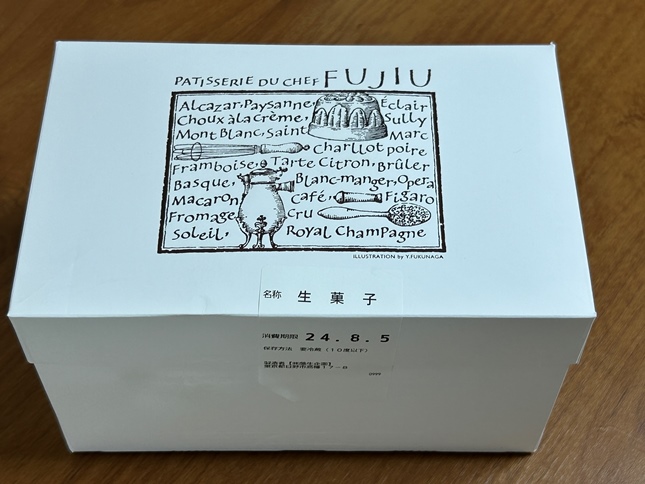 PATISSERIE DU CHEF FUJIU
Alcazar, Paysanne Éclair
Choux à la Crème, Sully
Mont Blanc, Saint Marc
Charllot poire
Framboise, Tarte Citron, Brûler
Basque, Blanc-manger, Opera
Macaron Café, Figaro
Fromage Cru
Soleil, Royal Champagne
ILLUSTRATION by Y.FUKUNAGA
名称 生菓子
消費期限 24.8.5
保存方法 要冷蔵(10度以下)